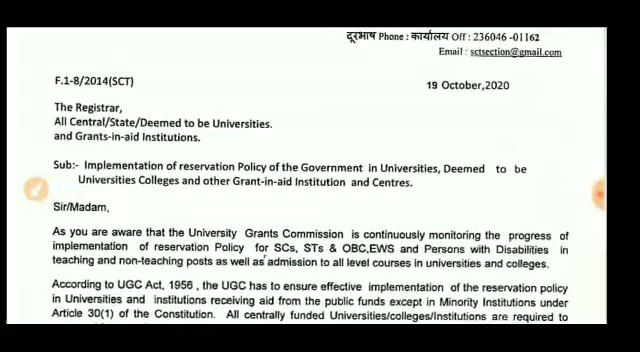 दूरभाष Phone : कार्यालय Off : 236046 -01162
Email : sctsection@gmail.com
F.1-8/2014(SCT)
19 October,2020
The Registrar,
All Central/State/Deemed to be Universities.
and Grants-in-aid Institutions.
Sub:- Implementation of reservation Policy of the Government in Universities, Deemed to be
Universities Colleges and other Grant-in-aid Institution and Centres.
Sir/Madam,
As you are aware that the University Grants Commission is continuously monitoring the progress of
implementation of reservation Policy for SCs, STs & OBC,EWS and Persons with Disabilities in
teaching and non-teaching posts as well as admission to all level courses in universities and colleges.
According to UGC Act, 1956 , the UGC has to ensure effective implementation of the reservation policy
in Universities and institutions receiving aid from the public funds except in Minority Institutions under
Article 30(1) of the Constitution. All centrally funded Universities/colleges/Institutions are required to